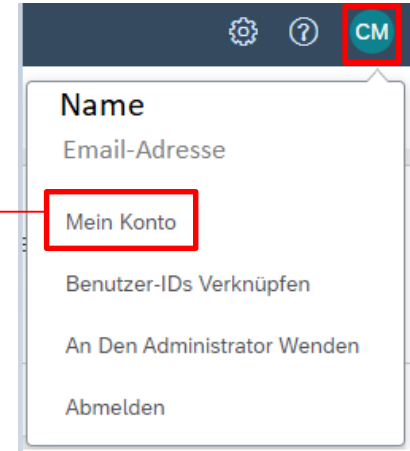 CM
Name
Email-Adresse
Mein Konto
Benutzer-IDs Verknüpfen
An Den Administrator Wenden
Abmelden